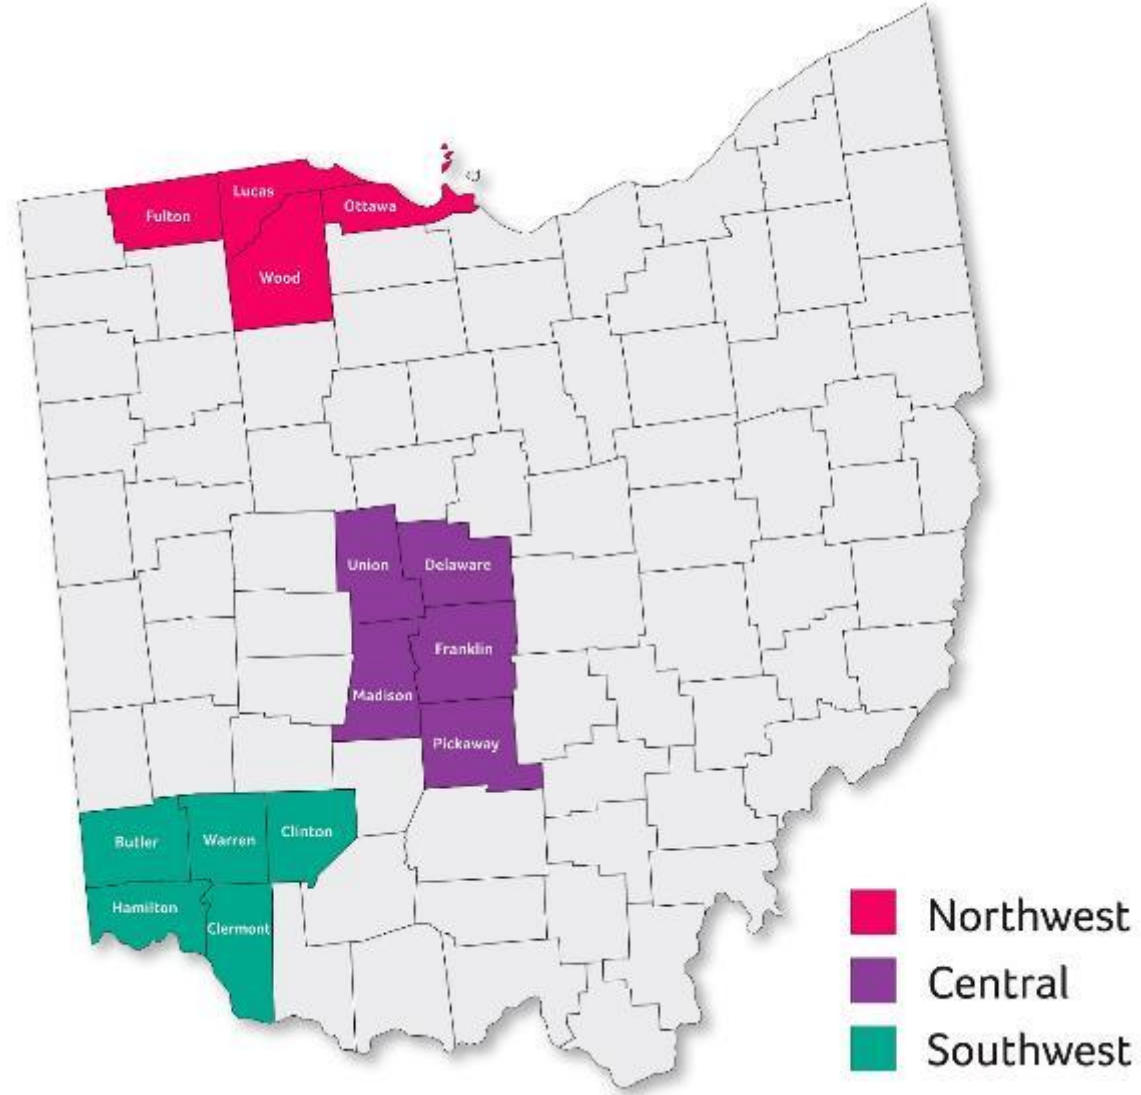 Lucas
Fulton
Ottawa
Wood
Union
Delaware
Franklin
Madison
Pickaway
Butler
Warren
Clinton
Hamilton
Clermont
Northwest
Central
Southwest